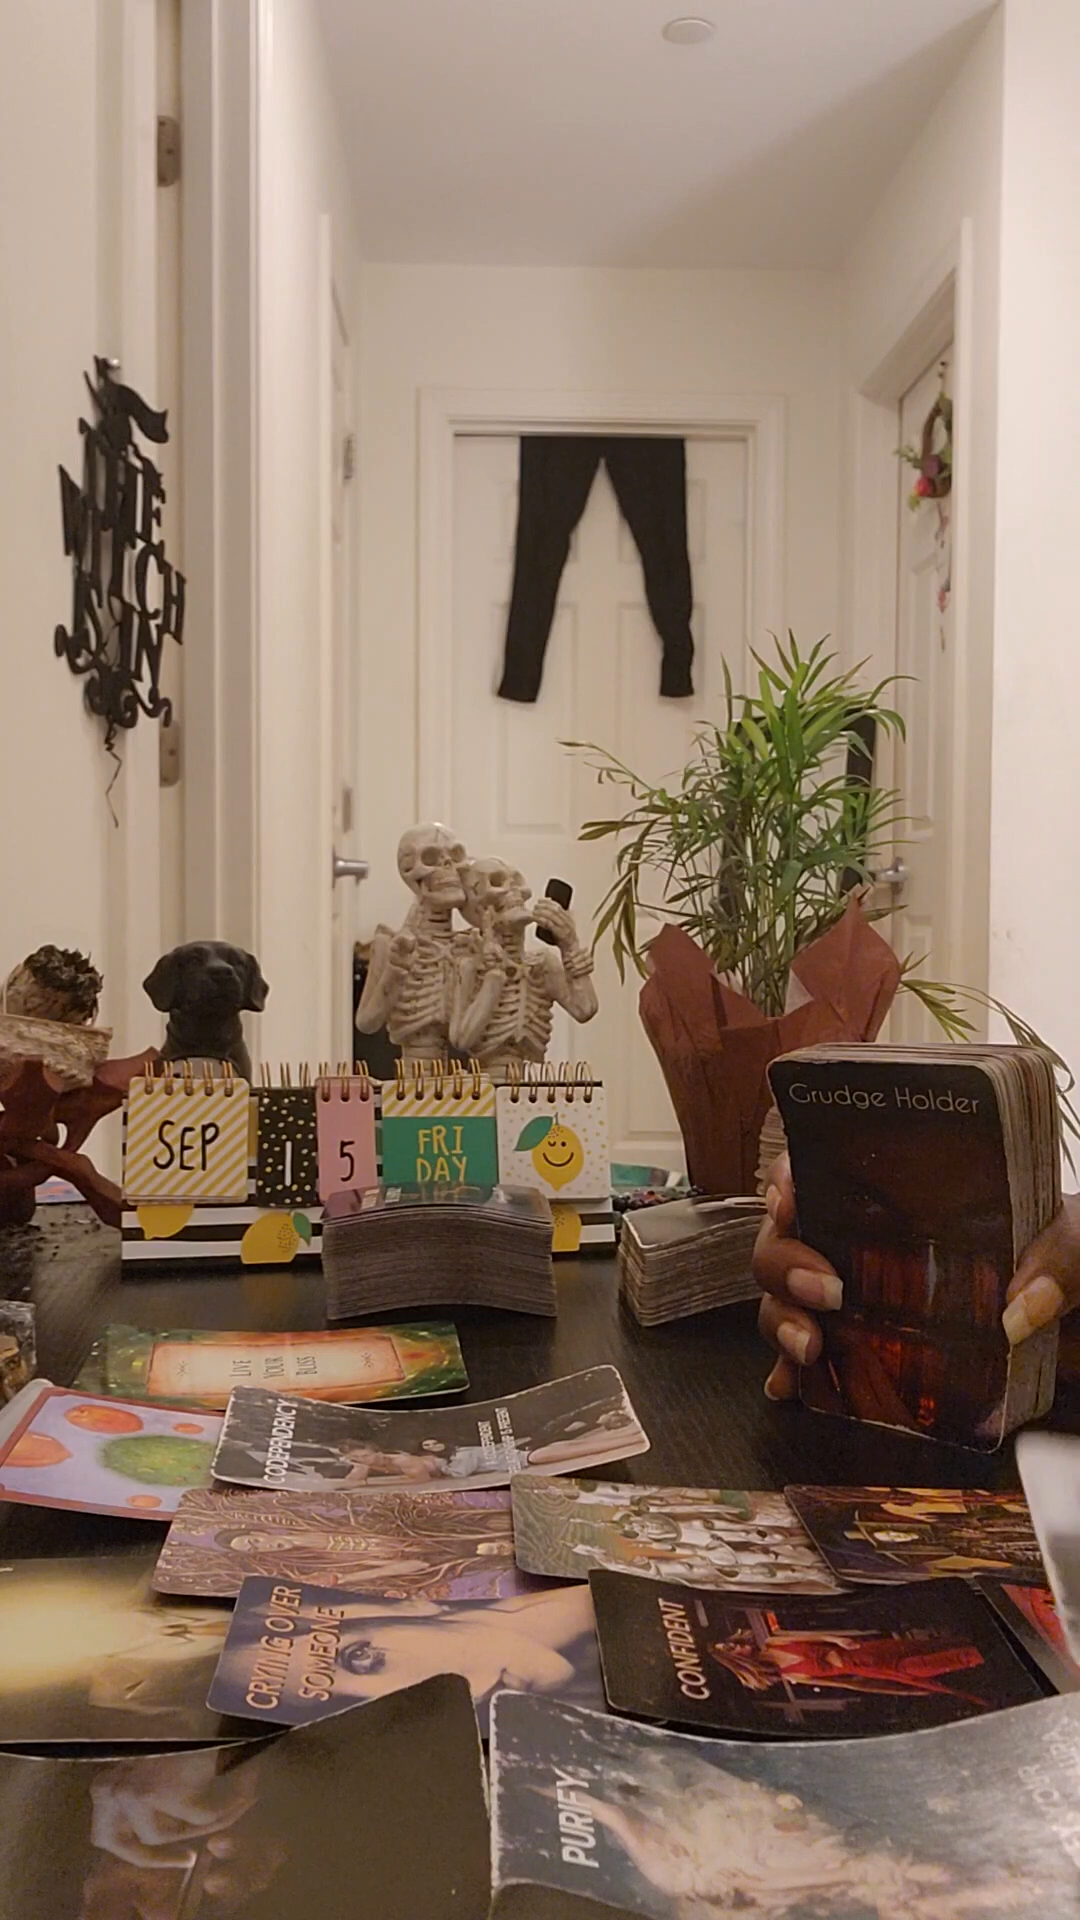 THE
WITCH
IS IN
Grudge Holder
SEP
1
5
FRI
DAY
LIVE
YOUR
BLISS
CODEPENDENCY
CRYING OVER
SOMEONE
CONFIDENT
PURIFY